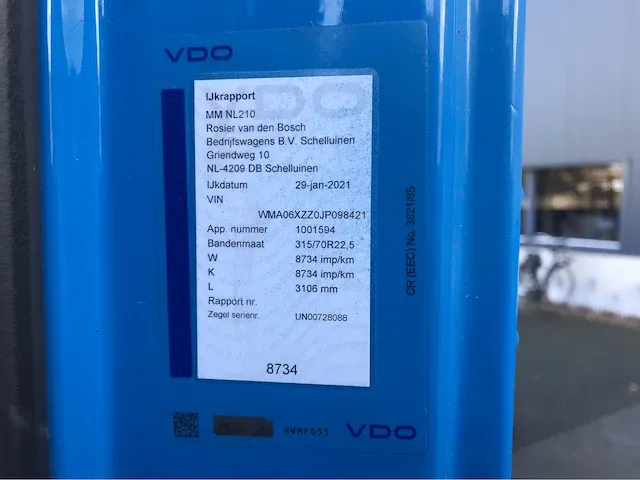 VDO
IJkrapport
MM NL210
Rosier van den Bosch
Bedrijfswagens B.V. Schelluinen
Griendweg 10
NL-4209 DB Schelluinen
IJkdatum 29-jan-2021
VIN
WMA06XZZ0JP098421
App. nummer 1001594
Bandenmaat 315/70R22,5
W 8734 imp/km
K 8734 imp/km
L 3106 mm
Rapport nr.
Zegel serienr. UN00728088
8734
CR (EEC) No. 3821/85
HWMFD55
VDO